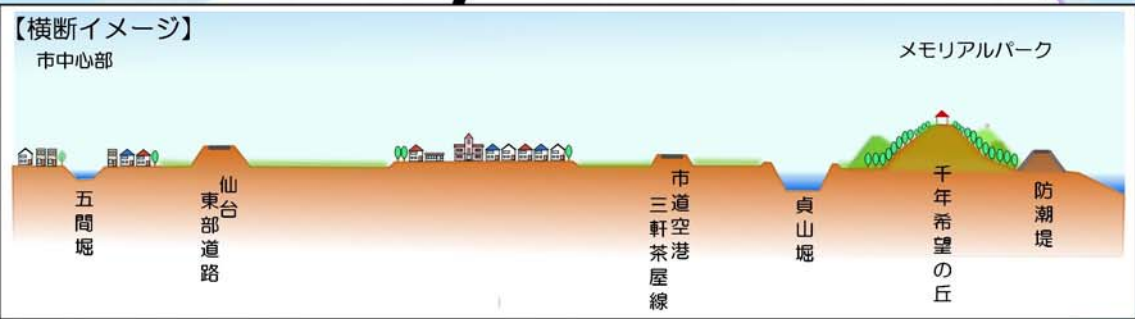 【横断イメージ】
市中心部
メモリアルパーク
五間堀
仙台
東部道路
市道空港
三軒茶屋線
貞山堀
千年希望の丘
防潮堤